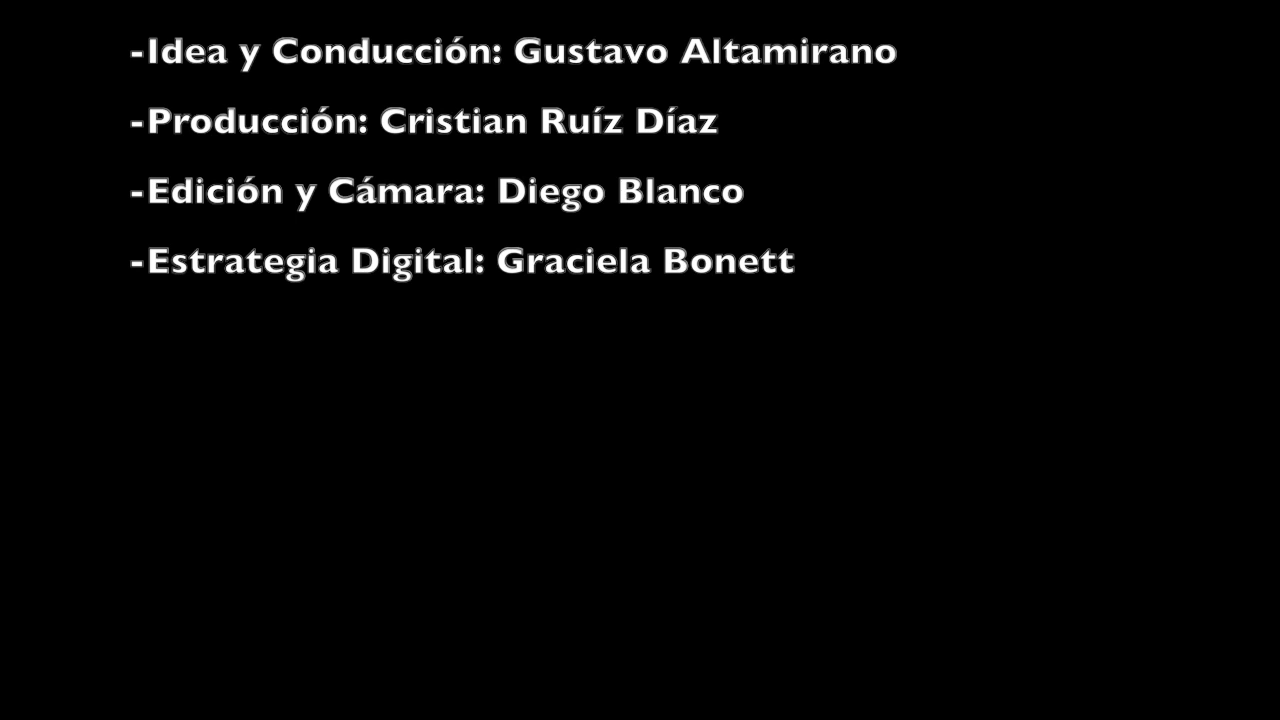 -Idea y Conducción: Gustavo Altamirano
-Producción: Cristian Ruíz Díaz
-Edición y Cámara: Diego Blanco
-Estrategia Digital: Graciela Bonett